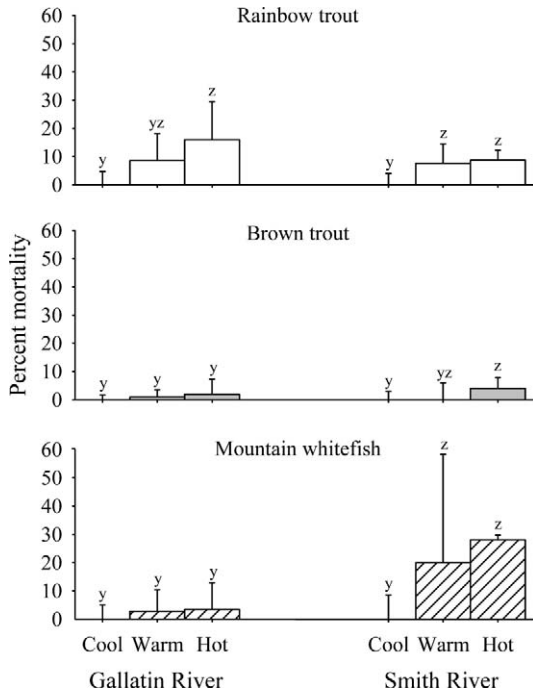 Rainbow trout
60
50
40
30
20
10
0
y
yz
z
y
z
z
Percent mortality
Brown trout
60
50
40
30
20
10
0
y
y
y
y
yz
z
Mountain whitefish
60
50
40
30
20
10
0
y
y
y
y
z
z
Cool Warm Hot Cool Warm Hot
Gallatin River Smith River